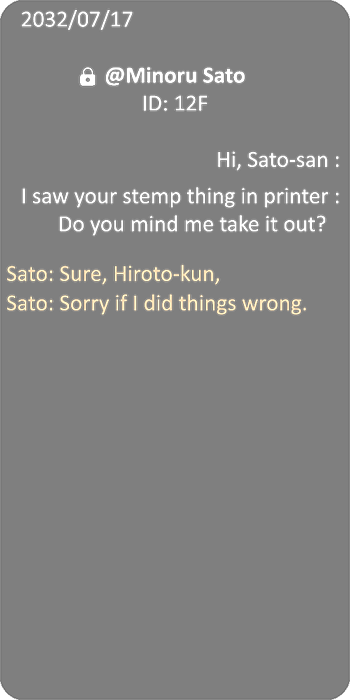 2032/07/17
@Minoru Sato
ID: 12F
Hi, Sato-san :
I saw your stemp thing in printer :
Do you mind me take it out?
Sato: Sure, Hiroto-kun,
Sato: Sorry if I did things wrong.